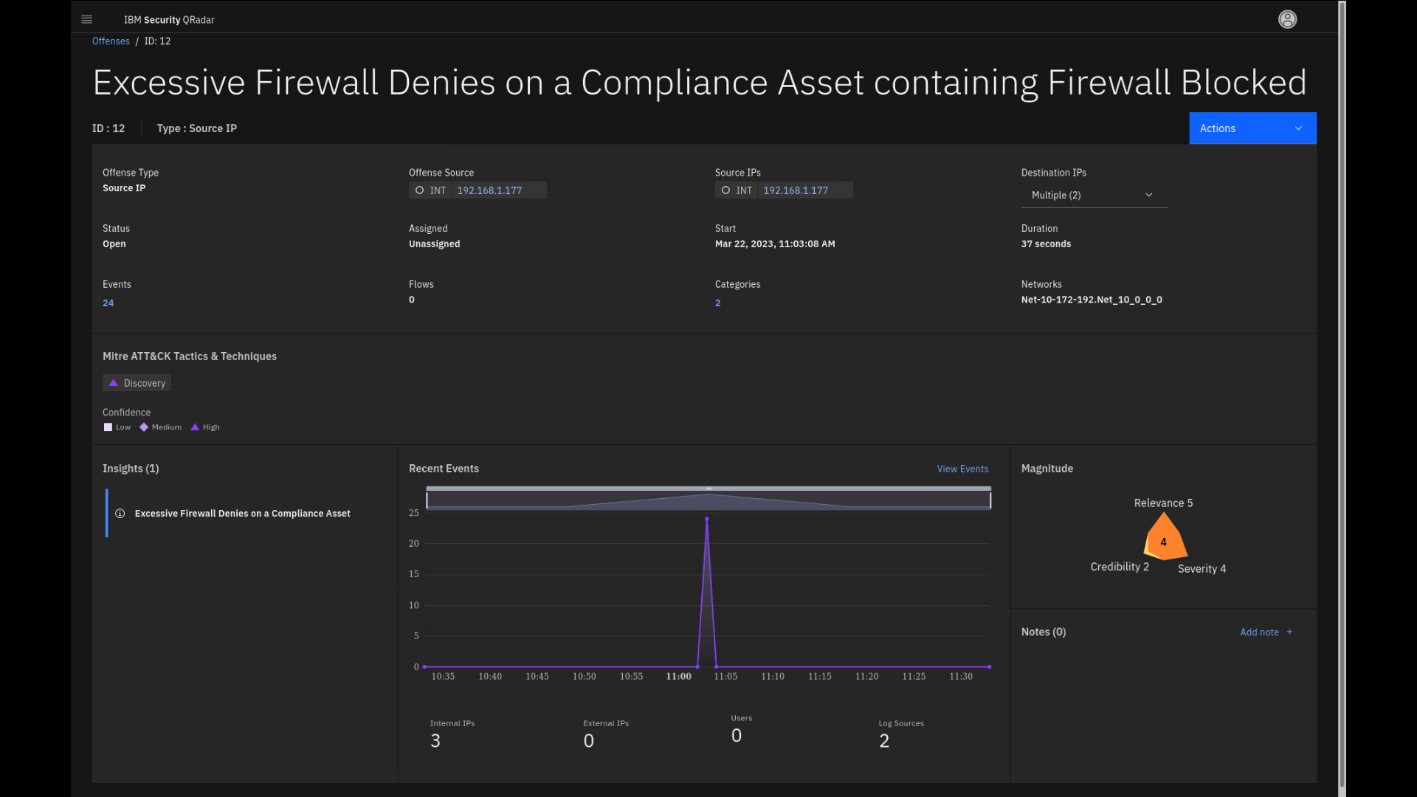 IBM Security QRadar
Offenses / ID: 12
Excessive Firewall Denies on a Compliance Asset containing Firewall Blocked
ID : 12
Type : Source IP
Actions
Offense Type
Source IP
Offense Source
INT 192.168.1.177
Source IPs
INT 192.168.1.177
Destination IPs
Multiple (2)
Status
Open
Assigned
Unassigned
Start
Mar 22, 2023, 11:03:08 AM
Duration
37 seconds
Events
24
Flows
0
Categories
2
Networks
Net-10-172-192.Net_10_0_0_0
Mitre ATT&CK Tactics & Techniques
Discovery
Confidence
Low Medium High
Insights (1)
Excessive Firewall Denies on a Compliance Asset
Recent Events
View Events
25
20
15
10
5
0
10:35 10:40 10:45 10:50 10:55 11:00 11:05 11:10 11:15 11:20 11:25 11:30
Internal IPs
3
External IPs
0
Users
0
Log Sources
2
Magnitude
Relevance 5
4
Credibility 2
Severity 4
Notes (0)
Add note +